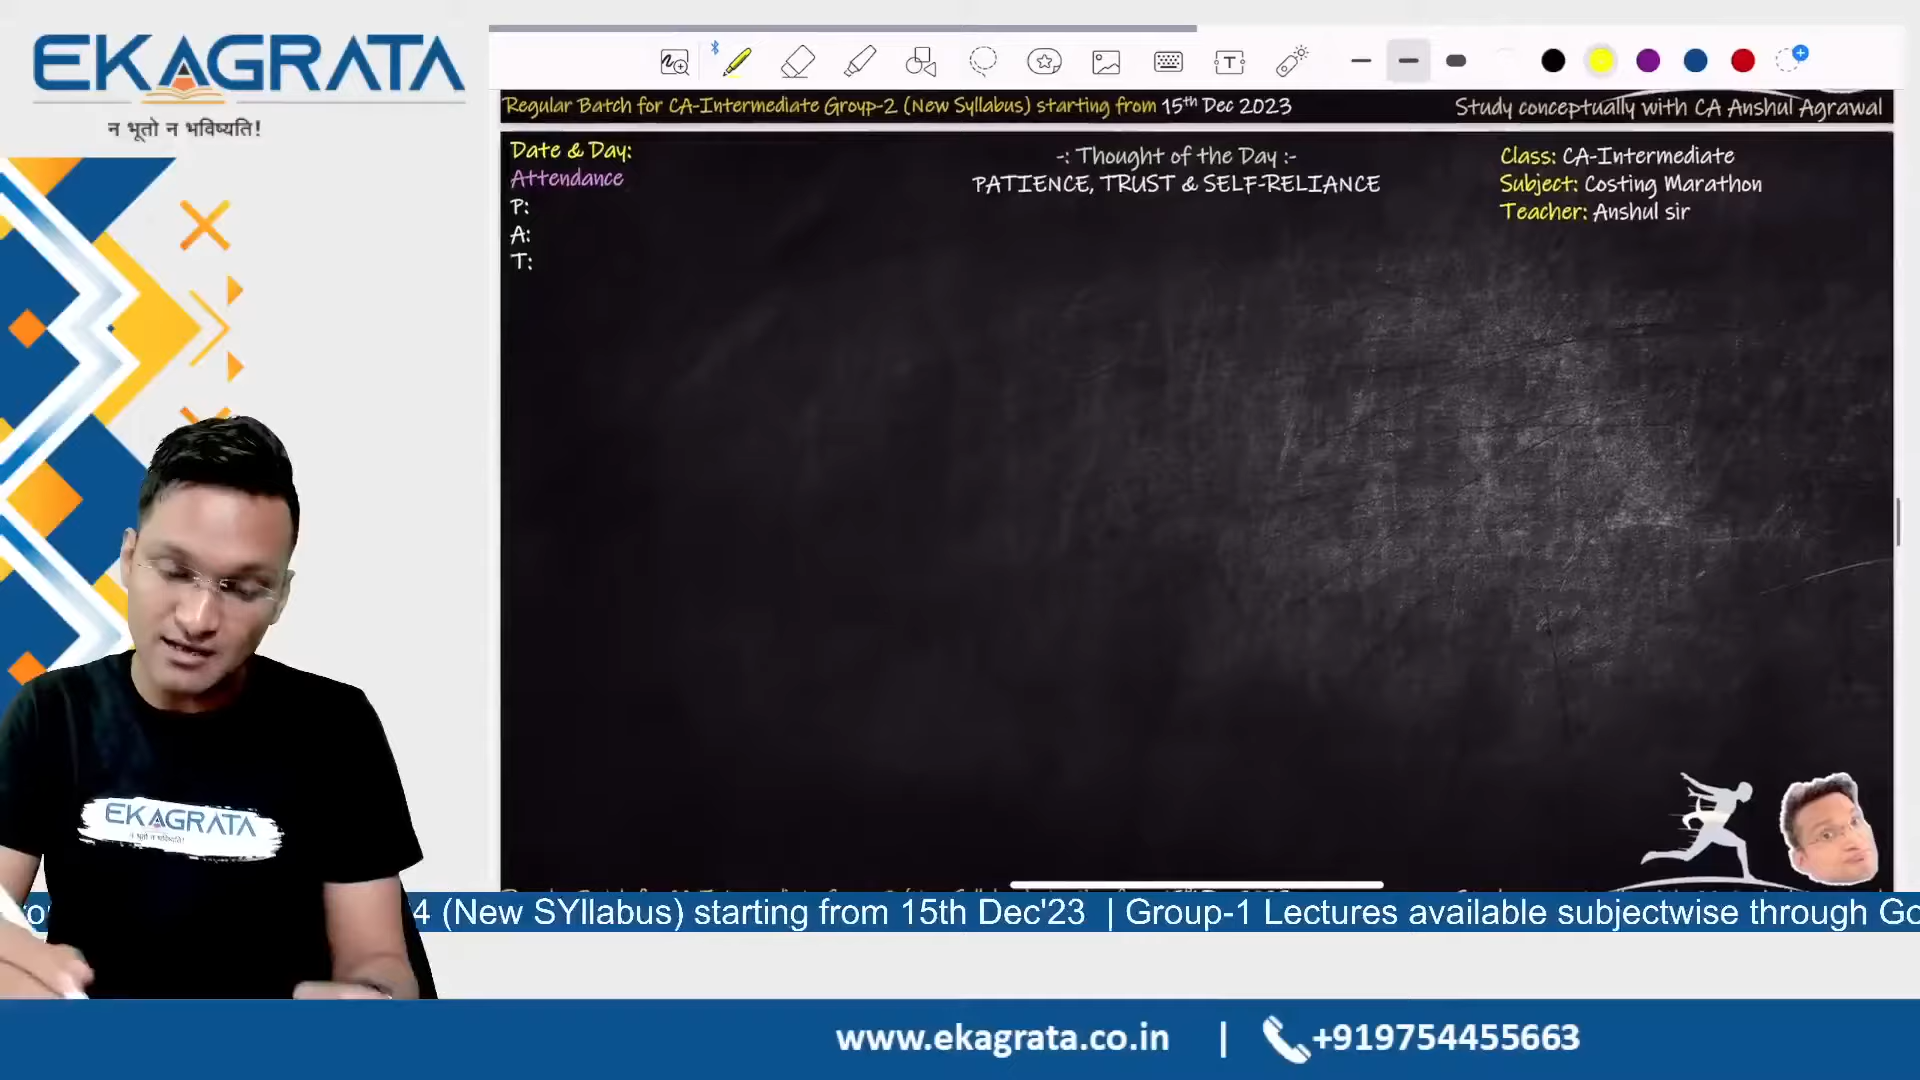 EKAGRATA
न भूतो न भविष्यति!
Regular Batch for CA-Intermediate Group-2 (New Syllabus) starting from 15th Dec 2023
Study conceptually with CA Anshul Agrawal
Date & Day:
Attendance
P:
A:
T:
-: Thought of the Day :-
PATIENCE, TRUST & SELF-RELIANCE
Class: CA-Intermediate
Subject: Costing Marathon
Teacher: Anshul sir
EKAGRATA
न भूतो न भविष्यति!
4 (New SYllabus) starting from 15th Dec'23 | Group-1 Lectures available subjectwise through Go
www.ekagrata.co.in | +919754455663